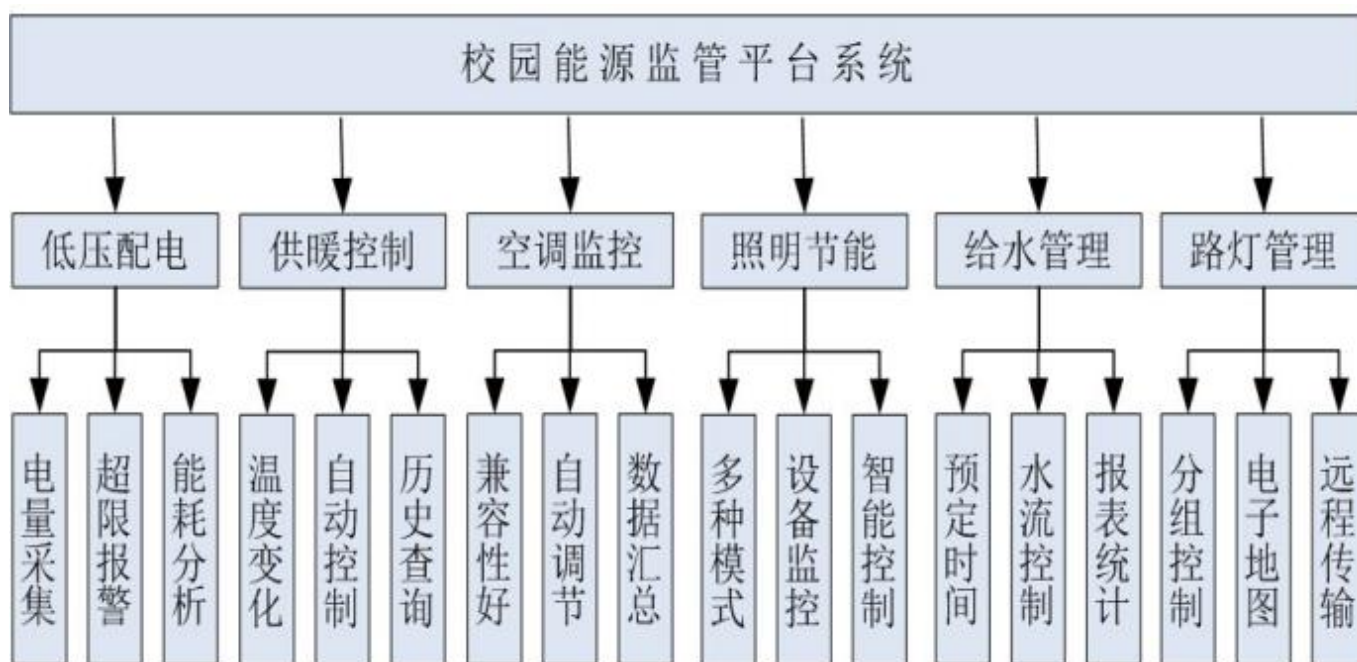 校园能源监管平台系统
低压配电
供暖控制
空调监控
照明节能
给水管理
路灯管理
电量采集
超限报警
能耗分析
温度变化
自动控制
历史查询
兼容性好
自动调节
数据汇总
多种模式
设备监控
智能控制
预定时间
水流控制
报表统计
分组控制
电子地图
远程传输